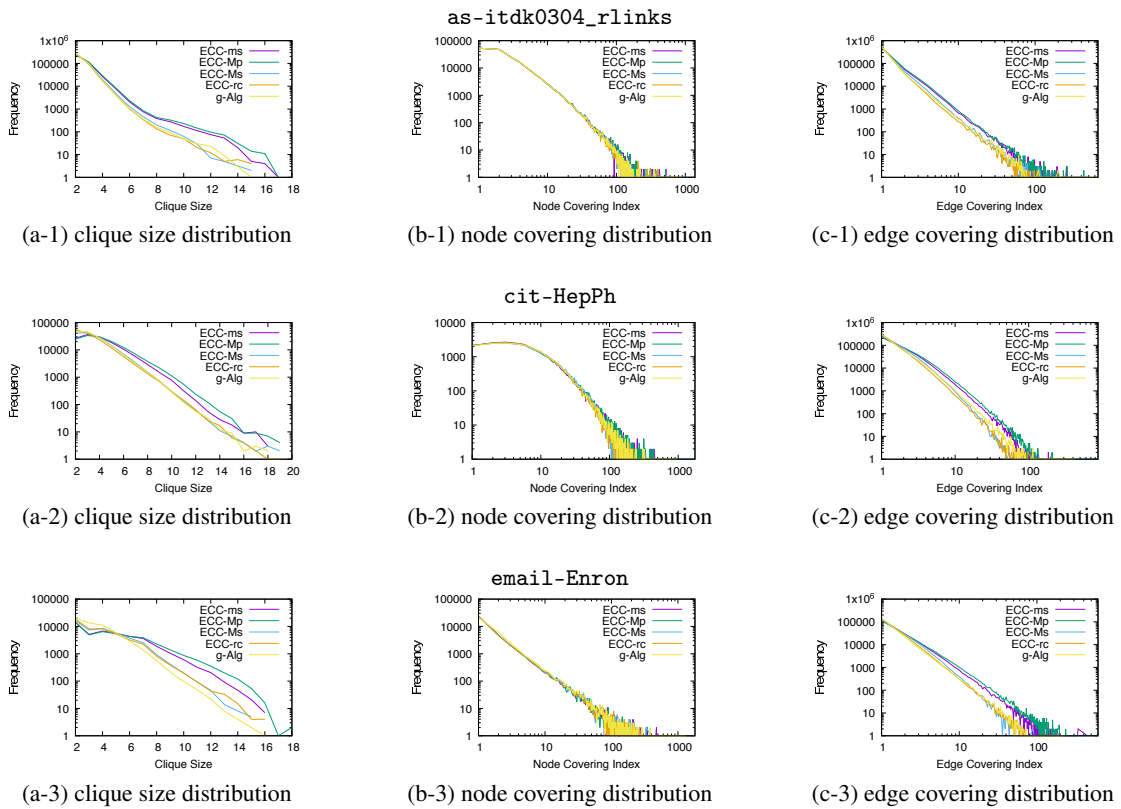 as-itdk0304_rlinks
1x10^6
100000
10000
1000
100
10
1
Frequency
2 4 6 8 10 12 14 16 18
Clique Size
ECC-ms
ECC-Mp
ECC-Ms
ECC-rc
g-Alg
100000
10000
1000
100
10
1
Frequency
1 10 100 1000
Node Covering Index
ECC-ms
ECC-Mp
ECC-Ms
ECC-rc
g-Alg
1x10^6
100000
10000
1000
100
10
1
Frequency
1 10 100
Edge Covering Index
ECC-ms
ECC-Mp
ECC-Ms
ECC-rc
g-Alg
(a-1) clique size distribution (b-1) node covering distribution (c-1) edge covering distribution
cit-HepPh
100000
10000
1000
100
10
1
Frequency
2 4 6 8 10 12 14 16 18 20
Clique Size
ECC-ms
ECC-Mp
ECC-Ms
ECC-rc
g-Alg
10000
1000
100
10
1
Frequency
1 10 100 1000
Node Covering Index
ECC-ms
ECC-Mp
ECC-Ms
ECC-rc
g-Alg
1x10^6
100000
10000
1000
100
10
1
Frequency
1 10 100
Edge Covering Index
ECC-ms
ECC-Mp
ECC-Ms
ECC-rc
g-Alg
(a-2) clique size distribution (b-2) node covering distribution (c-2) edge covering distribution
email-Enron
100000
10000
1000
100
10
1
Frequency
2 4 6 8 10 12 14 16 18
Clique Size
ECC-ms
ECC-Mp
ECC-Ms
ECC-rc
g-Alg
100000
10000
1000
100
10
1
Frequency
1 10 100 1000
Node Covering Index
ECC-ms
ECC-Mp
ECC-Ms
ECC-rc
g-Alg
1x10^6
100000
10000
1000
100
10
1
Frequency
1 10 100
Edge Covering Index
ECC-ms
ECC-Mp
ECC-Ms
ECC-rc
g-Alg
(a-3) clique size distribution (b-3) node covering distribution (c-3) edge covering distribution